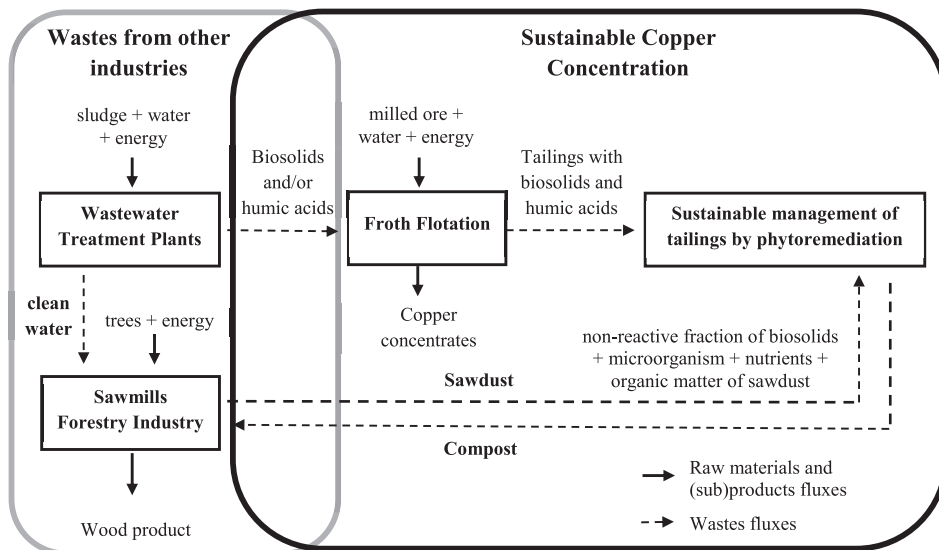 Wastes from other
industries
Sustainable Copper
Concentration
sludge + water
+ energy
milled ore +
water + energy
Biosolids
and/or
humic acids
Tailings with
biosolids and
humic acids
Wastewater
Treatment Plants
Froth Flotation
Sustainable management of
tailings by phytoremediation
clean
water
trees + energy
Copper
concentrates
non-reactive fraction of biosolids
+ microorganism + nutrients +
organic matter of sawdust
Sawdust
Sawmills
Forestry Industry
Compost
Raw materials and
(sub)products fluxes
Wood product
Wastes fluxes